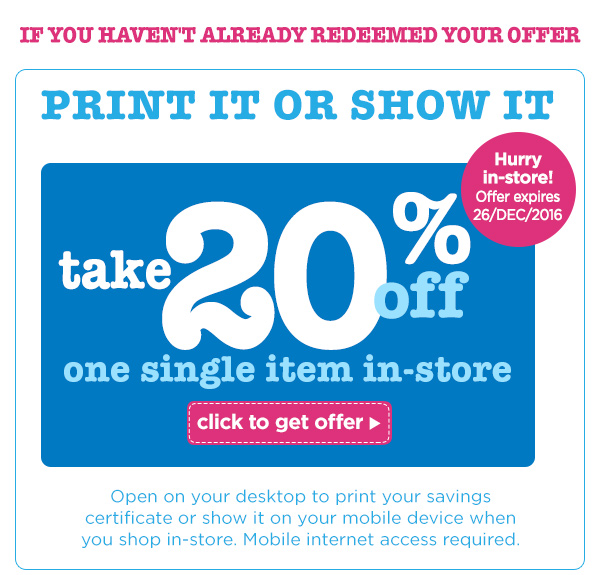 IF YOU HAVEN'T ALREADY REDEEMED YOUR OFFER
PRINT IT OR SHOW IT
Hurry
in-store!
Offer expires
26/DEC/2016
take 20% off
one single item in-store
click to get offer
Open on your desktop to print your savings
certificate or show it on your mobile device when
you shop in-store. Mobile internet access required.